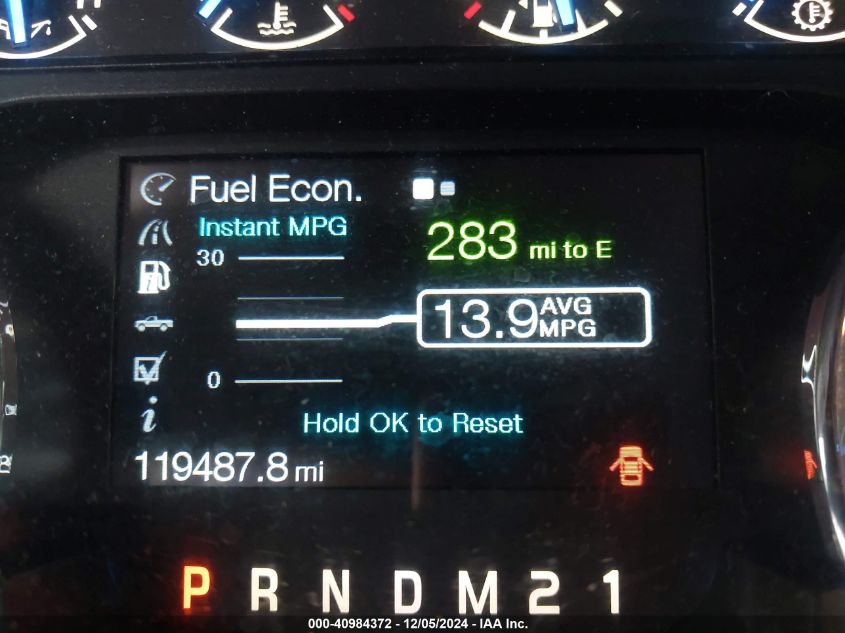 Fuel Econ.
Instant MPG
283 mi to E
30
13.9 AVG MPG
0
Hold OK to Reset
119487.8 mi
P R N D M 2 1
000-40984372 - 12/05/2024 - IAA Inc.